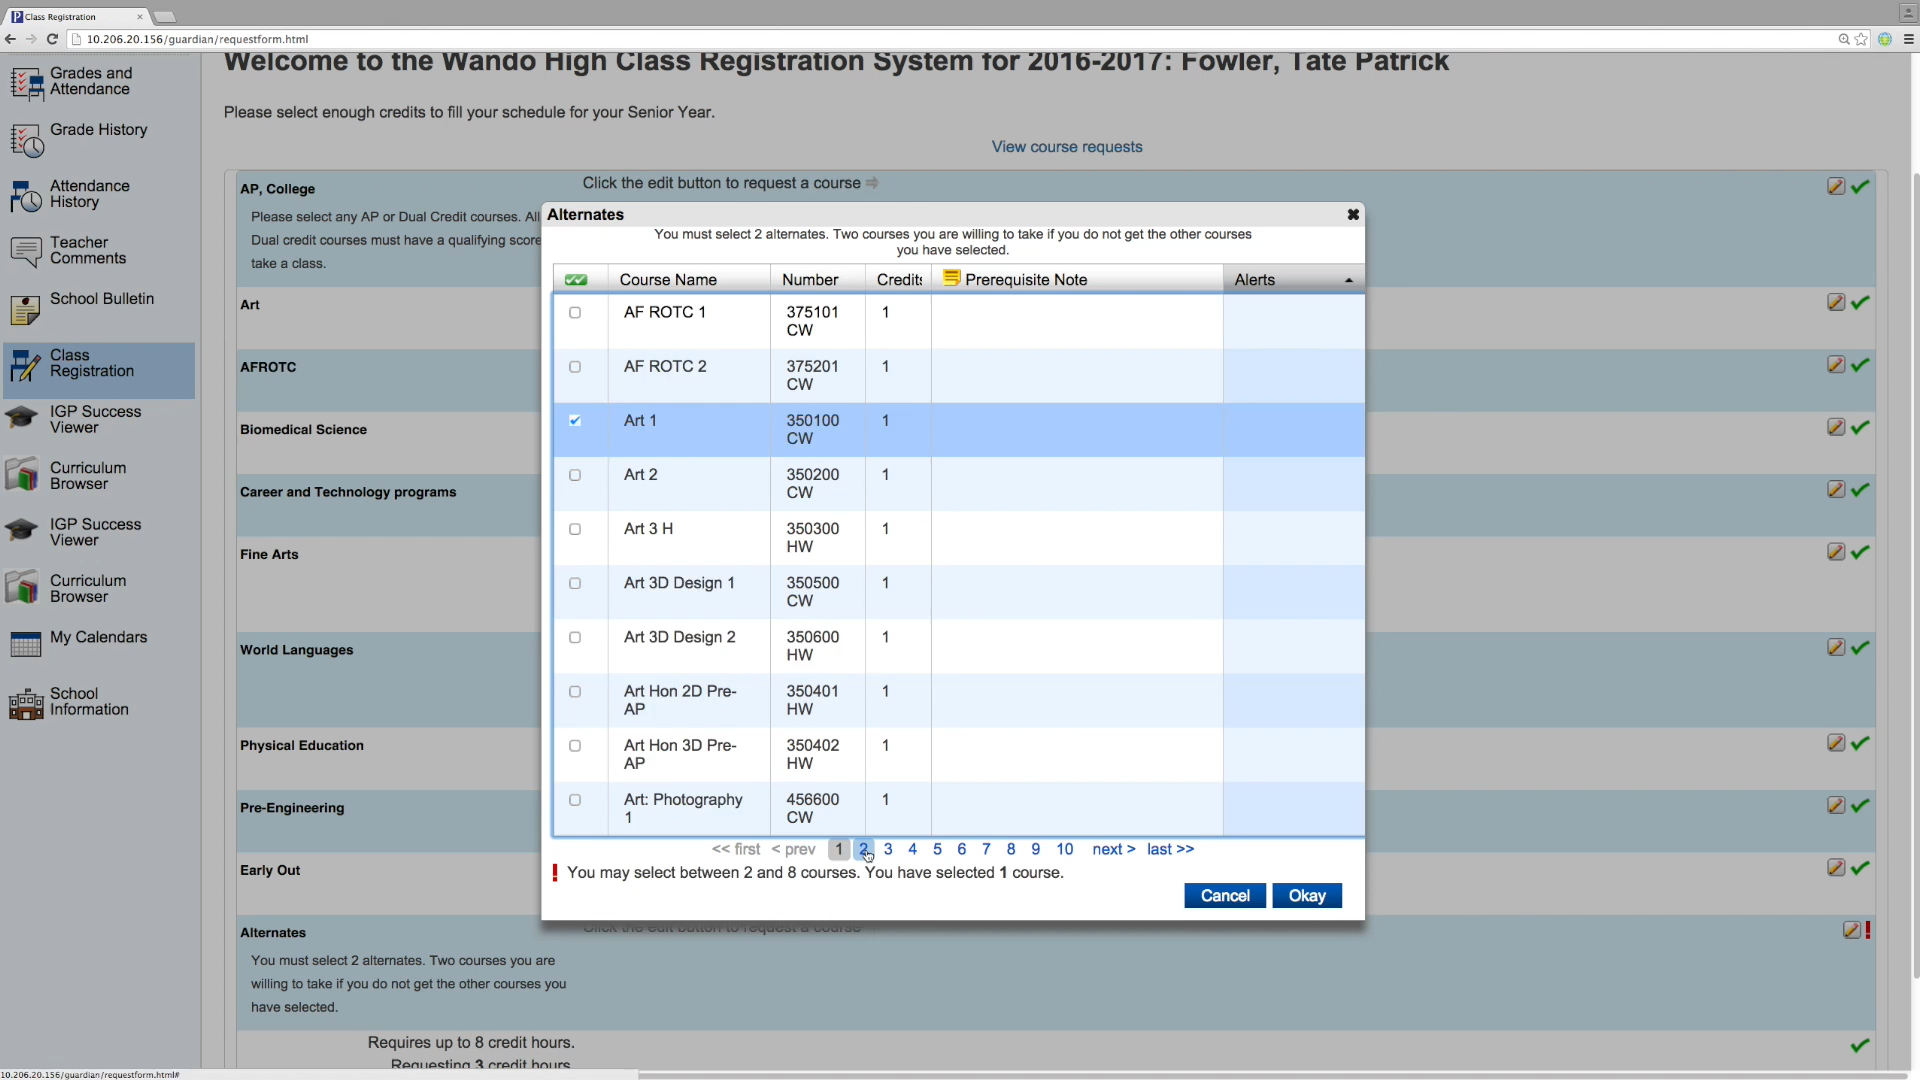 Class Registration
10.206.20.156/guardian/requestform.html
Welcome to the Wando High Class Registration System for 2016-2017: Fowler, Tate Patrick
Please select enough credits to fill your schedule for your Senior Year.
View course requests
Grades and
Attendance
Grade History
Attendance
History
Teacher
Comments
School Bulletin
Class
Registration
IGP Success
Viewer
Curriculum
Browser
IGP Success
Viewer
Curriculum
Browser
My Calendars
School
Information
AP, College
Click the edit button to request a course
Please select any AP or Dual Credit courses. All
Dual credit courses must have a qualifying score
take a class.
Art
AFROTC
Biomedical Science
Career and Technology programs
Fine Arts
World Languages
Physical Education
Pre-Engineering
Early Out
Alternates
You must select 2 alternates. Two courses you are willing to take if you do not get the other courses
you have selected.
Course Name Number Credits Prerequisite Note Alerts
AF ROTC 1 375101 1
CW
AF ROTC 2 375201 1
CW
Art 1 350100 1
CW
Art 2 350200 1
CW
Art 3 H 350300 1
HW
Art 3D Design 1 350500 1
CW
Art 3D Design 2 350600 1
HW
Art Hon 2D Pre- 350401 1
AP HW
Art Hon 3D Pre- 350402 1
AP HW
Art: Photography 456600 1
1 CW
<< first < prev 1 2 3 4 5 6 7 8 9 10 next > last >>
! You may select between 2 and 8 courses. You have selected 1 course.
Cancel Okay
Alternates
Click the edit button to request a course
!
You must select 2 alternates. Two courses you are
willing to take if you do not get the other courses you
have selected.
Requires up to 8 credit hours.
Requesting 3 credit hours.
10.206.20.156/guardian/requestform.html#